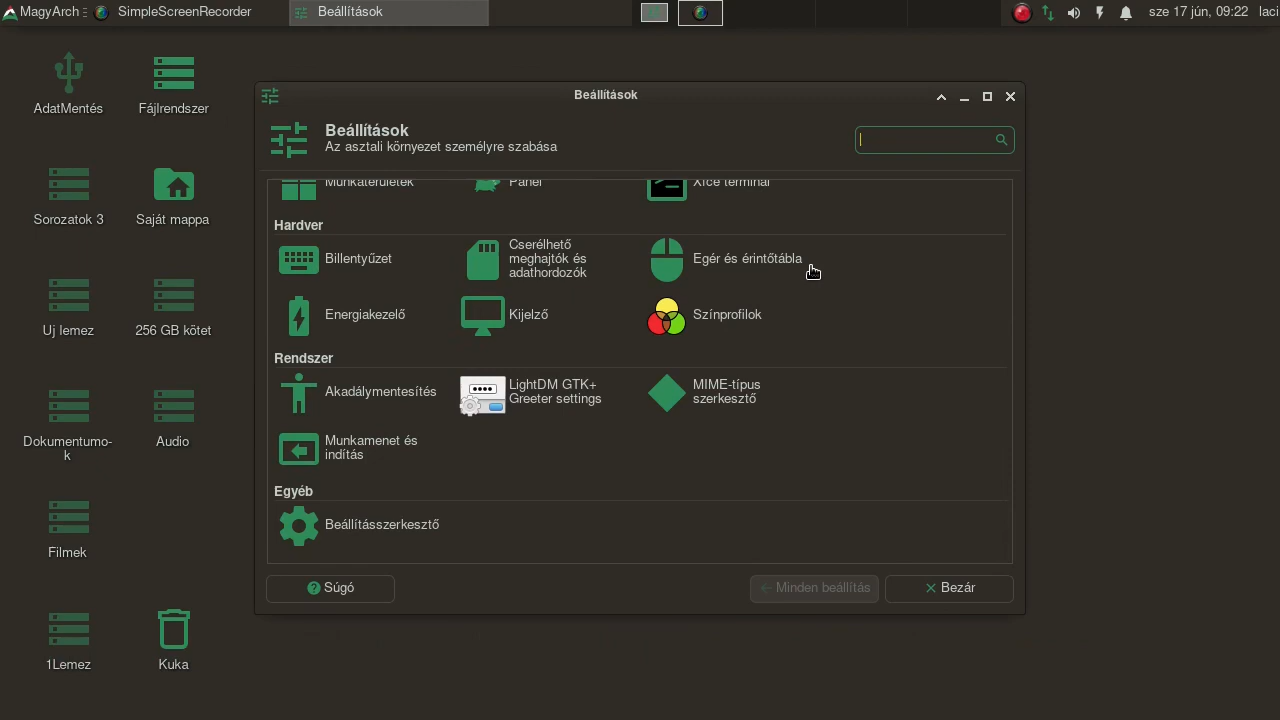 MagyArch
SimpleScreenRecorder
Beállítások
sze 17 jún, 09:22
laci
AdatMentés
Fájlrendszer
Sorozatok 3
Saját mappa
Uj lemez
256 GB kötet
Dokumentumo-
k
Audio
Filmek
1Lemez
Kuka
Beállítások
Beállítások
Az asztali környezet személyre szabása
Munkaterületek
Panel
Xfce terminál
Hardver
Billentyűzet
Cserélhető
meghajtók és
adathordozók
Egér és érintőtábla
Energiakezelő
Kijelző
Színprofilok
Rendszer
Akadálymentesítés
LightDM GTK+
Greeter settings
MIME-típus
szerkesztő
Munkamenet és
indítás
Egyéb
Beállításszerkesztő
Súgó
Minden beállítás
Bezár